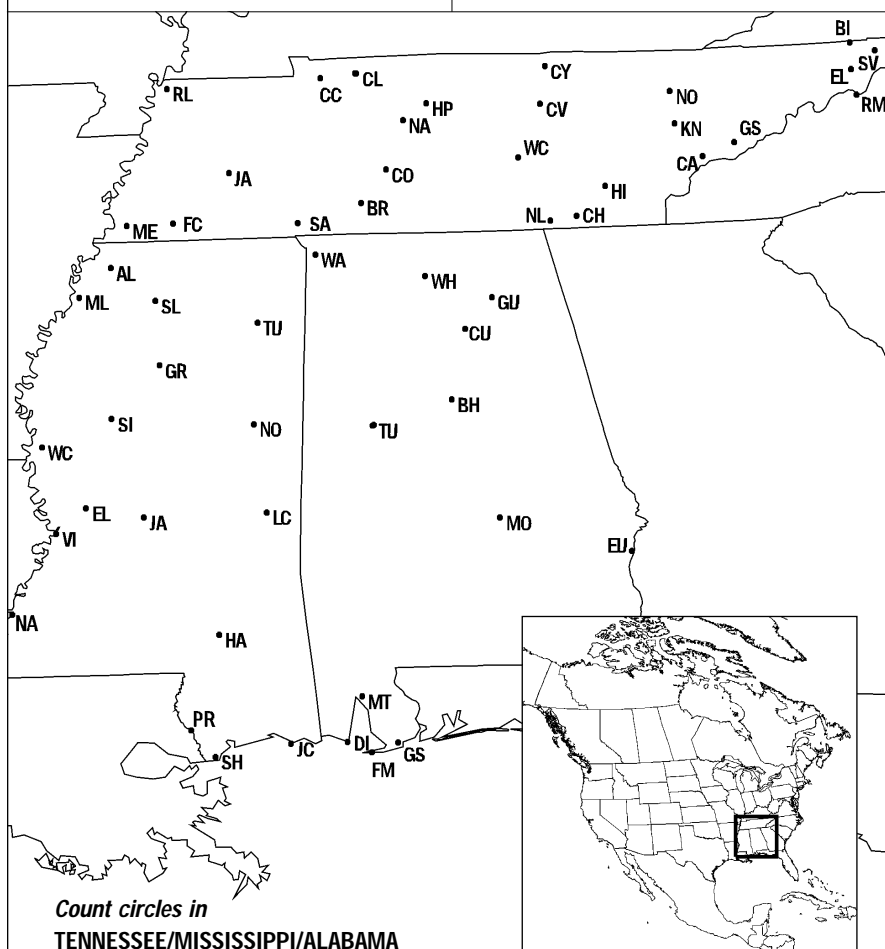 BI
SV
CY
CL
RL
CC
EL
NO
RM
HP
CV
NA
KN
GS
WC
CA
CO
JA
HI
BR
ME
FC
SA
NL
CH
WA
AL
WH
ML
SL
GU
TU
CU
GR
BH
SI
NO
TU
WC
EL
JA
LC
MO
VI
EU
NA
HA
MT
PR
JC
DI
GS
SH
FM
Count circles in
TENNESSEE/MISSISSIPPI/ALABAMA